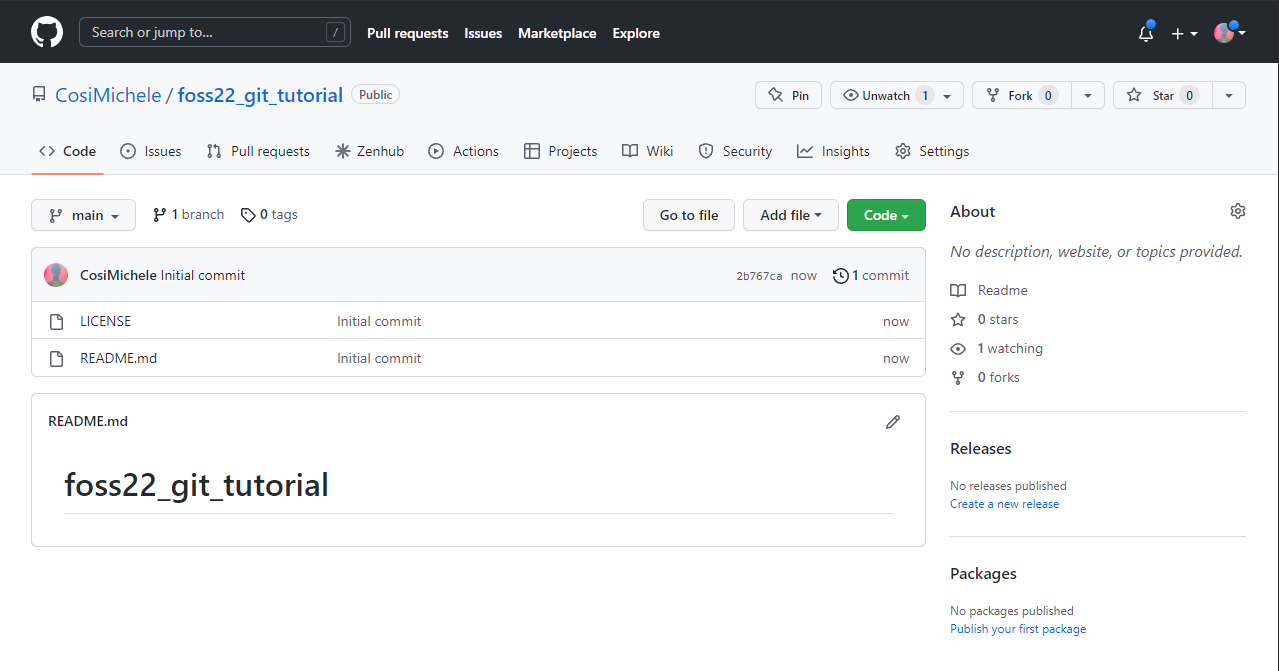 Search or jump to... / Pull requests Issues Marketplace Explore
CosiMichele / foss22_git_tutorial Public Pin Unwatch 1 Fork 0 Star 0
Code Issues Pull requests Zenhub Actions Projects Wiki Security Insights Settings
main 1 branch 0 tags Go to file Add file Code
CosiMichele Initial commit 2b767ca now 1 commit
LICENSE Initial commit now
README.md Initial commit now
README.md
foss22_git_tutorial
About
No description, website, or topics provided.
Readme
0 stars
1 watching
0 forks
Releases
No releases published
Create a new release
Packages
No packages published
Publish your first package